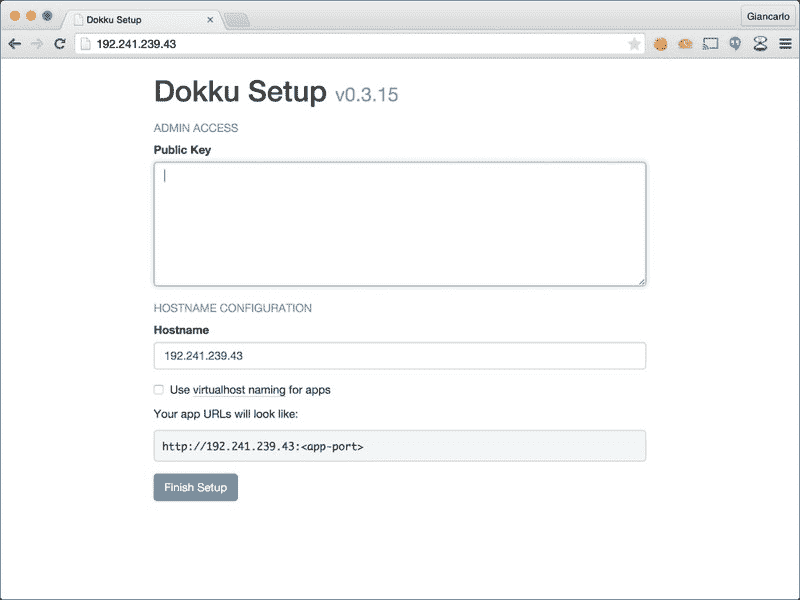 Dokku Setup
Giancarlo
192.241.239.43
Dokku Setup v0.3.15
ADMIN ACCESS
Public Key
HOSTNAME CONFIGURATION
Hostname
192.241.239.43
Use virtualhost naming for apps
Your app URLs will look like:
http://192.241.239.43:<app-port>
Finish Setup